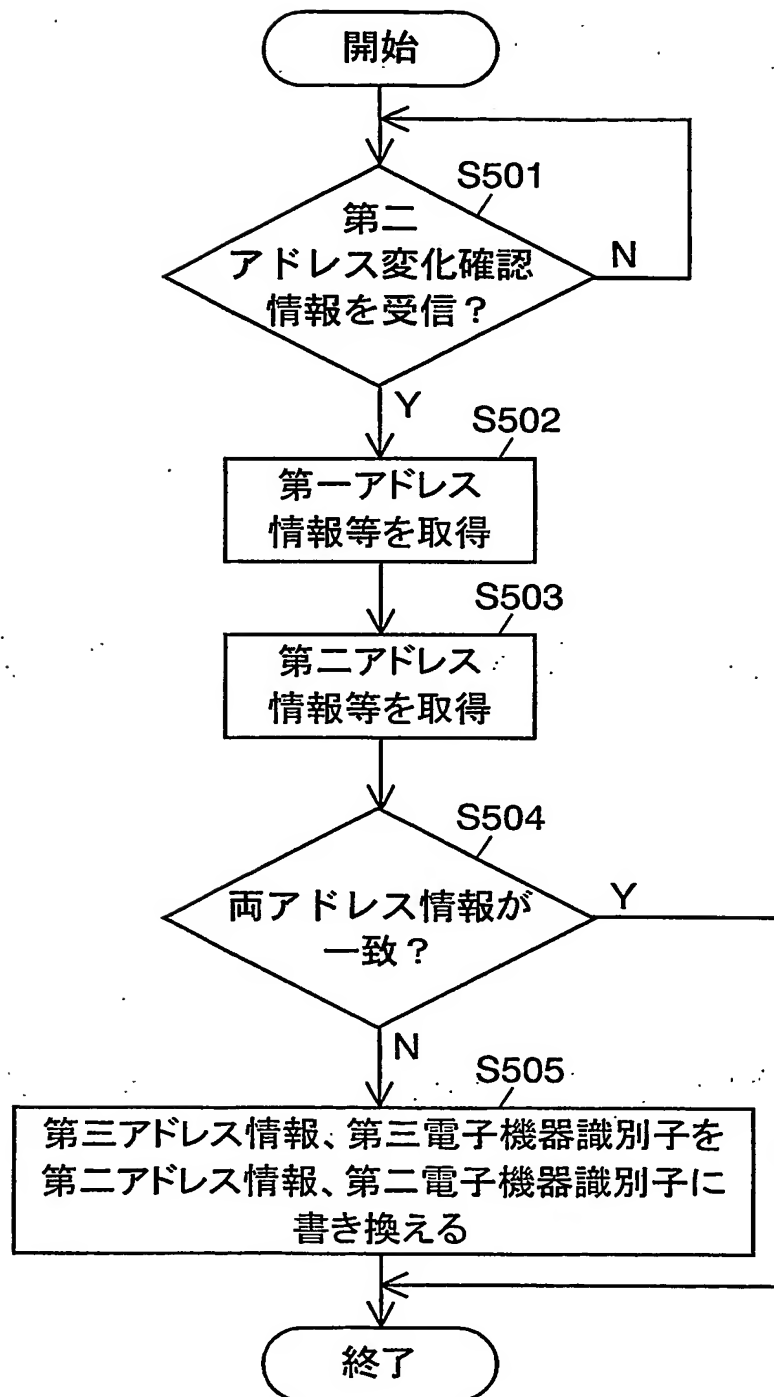 開始
S501
第二
アドレス変化確認
情報を受信？
N
Y
S502
第一アドレス
情報等を取得
S503
第二アドレス
情報等を取得
S504
両アドレス情報が
一致？
Y
N
S505
第三アドレス情報、第三電子機器識別子を
第二アドレス情報、第二電子機器識別子に
書き換える
終了